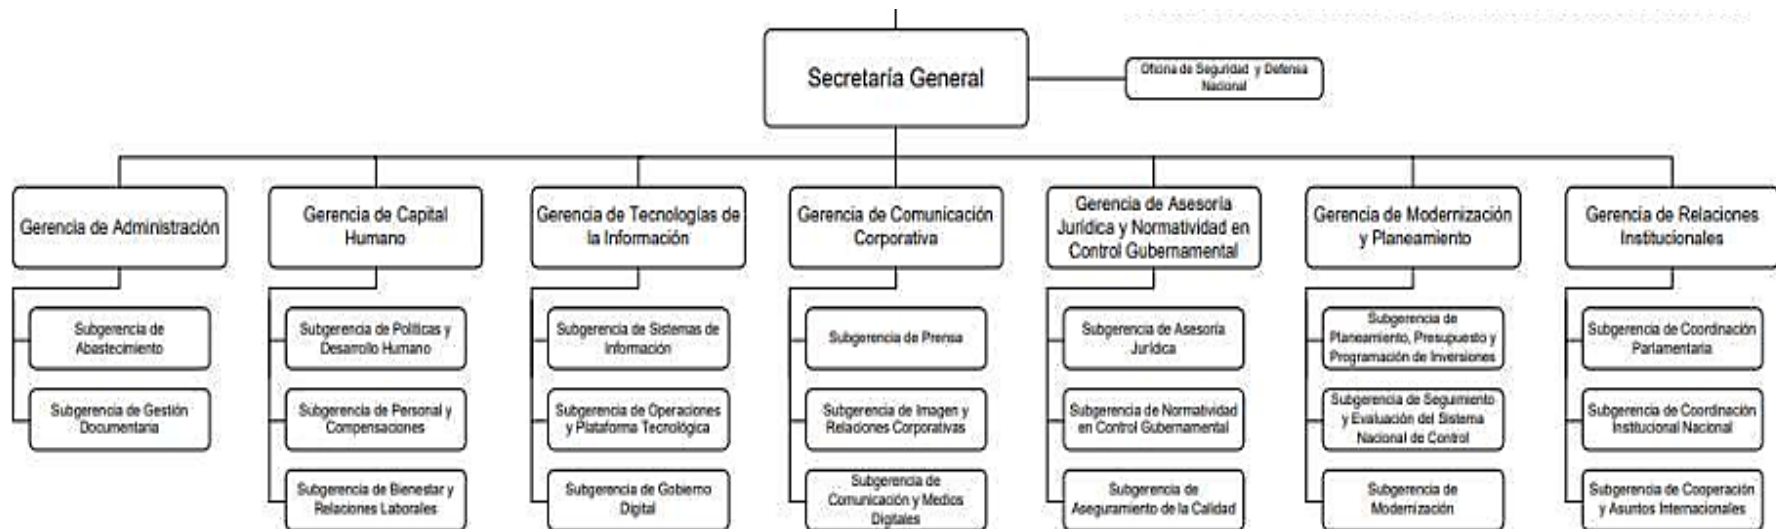 Secretaría General
Oficina de Seguridad y Defensa
Nacional
Gerencia de Administración
Gerencia de Capital
Humano
Gerencia de Tecnologías de
la Información
Gerencia de Comunicación
Corporativa
Gerencia de Asesoría
Jurídica y Normatividad en
Control Gubernamental
Gerencia de Modernización
y Planeamiento
Gerencia de Relaciones
Institucionales
Subgerencia de
Abastecimiento
Subgerencia de Gestión
Documentaria
Subgerencia de Políticas y
Desarrollo Humano
Subgerencia de Personal y
Compensaciones
Subgerencia de Bienestar y
Relaciones Laborales
Subgerencia de Sistemas de
Información
Subgerencia de Operaciones
y Plataforma Tecnológica
Subgerencia de Gobierno
Digital
Subgerencia de Prensa
Subgerencia de Imagen y
Relaciones Corporativas
Subgerencia de
Comunicación y Medios
Digitales
Subgerencia de Asesoría
Jurídica
Subgerencia de Normatividad
en Control Gubernamental
Subgerencia de
Aseguramiento de la Calidad
Subgerencia de
Planeamiento, Presupuesto y
Programación de Inversiones
Subgerencia de Seguimiento
y Evaluación del Sistema
Nacional de Control
Subgerencia de
Modernización
Subgerencia de Coordinación
Parlamentaria
Subgerencia de Coordinación
Institucional Nacional
Subgerencia de Cooperación
y Asuntos Internacionales